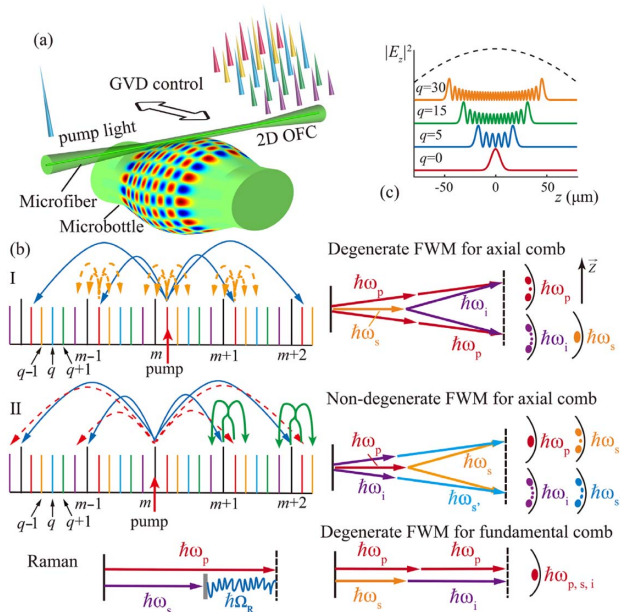 (a)
GVD control
pump light
2D OFC
Microfiber
Microbottle
|E_z|²
q=30
q=15
q=5
q=0
-50 0 50
z (μm)
(c)
(b)
I
m−1 m m+1 m+2
q−1 q q+1
pump
Degenerate FWM for axial comb
ħω_p
ħω_s
ħω_i
ħω_p
z⃗
ħω_p
ħω_i ħω_s
II
m−1 m m+1 m+2
q−1 q q+1
pump
Non-degenerate FWM for axial comb
ħω_p
ħω_i
ħω_s
ħω_s'
ħω_p ħω_s
ħω_i ħω_s
Raman
ħω_p
ħω_s ħΩ_R
Degenerate FWM for fundamental comb
ħω_p ħω_p
ħω_s ħω_i
ħω_p, s, i